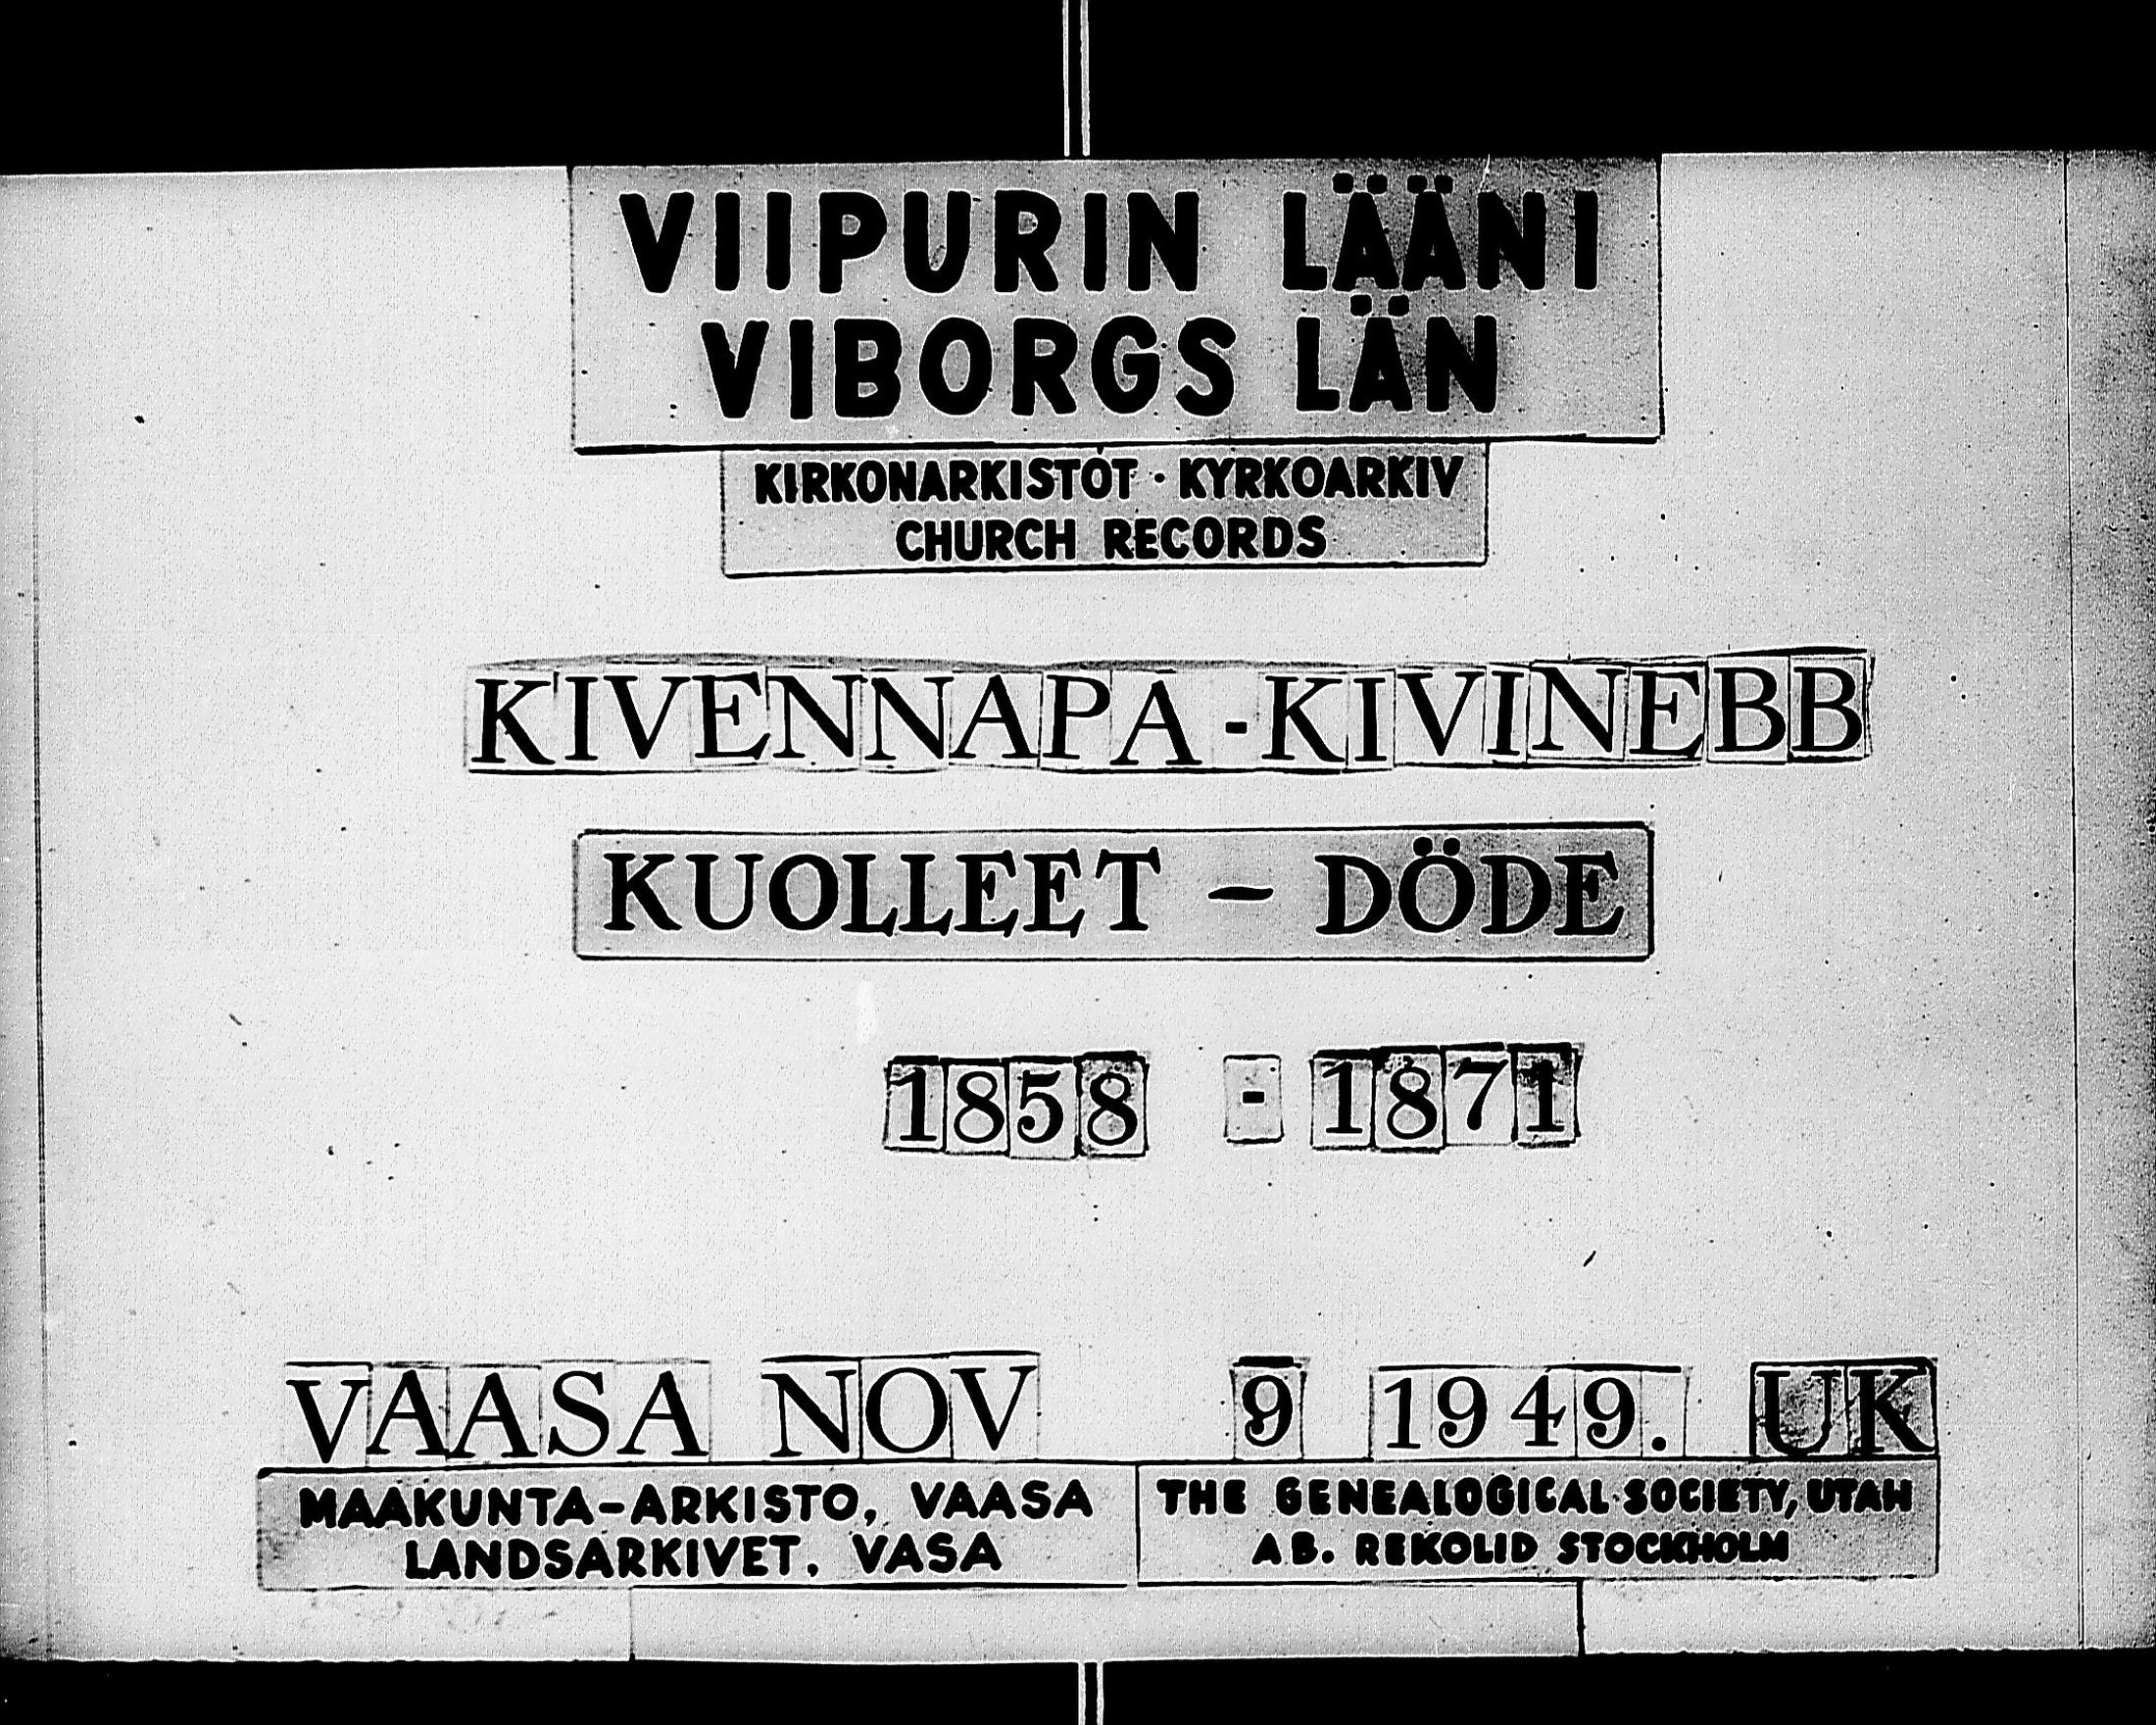 VIIPURIN LÄÄNI
VIBORGS LÄN
KIRKONARKISTOT · KYRKOARKIV
CHURCH RECORDS
KIVENNAPA-KIVINEBB
KUOLLEET – DÖDE
1858 - 1871
VAASA NOV 9 1949. UK
MAAKUNTA-ARKISTO, VAASA
LANDSARKIVET, VASA
THE GENEALOGICAL SOCIETY, UTAH
AB. REKOLID STOCKHOLM